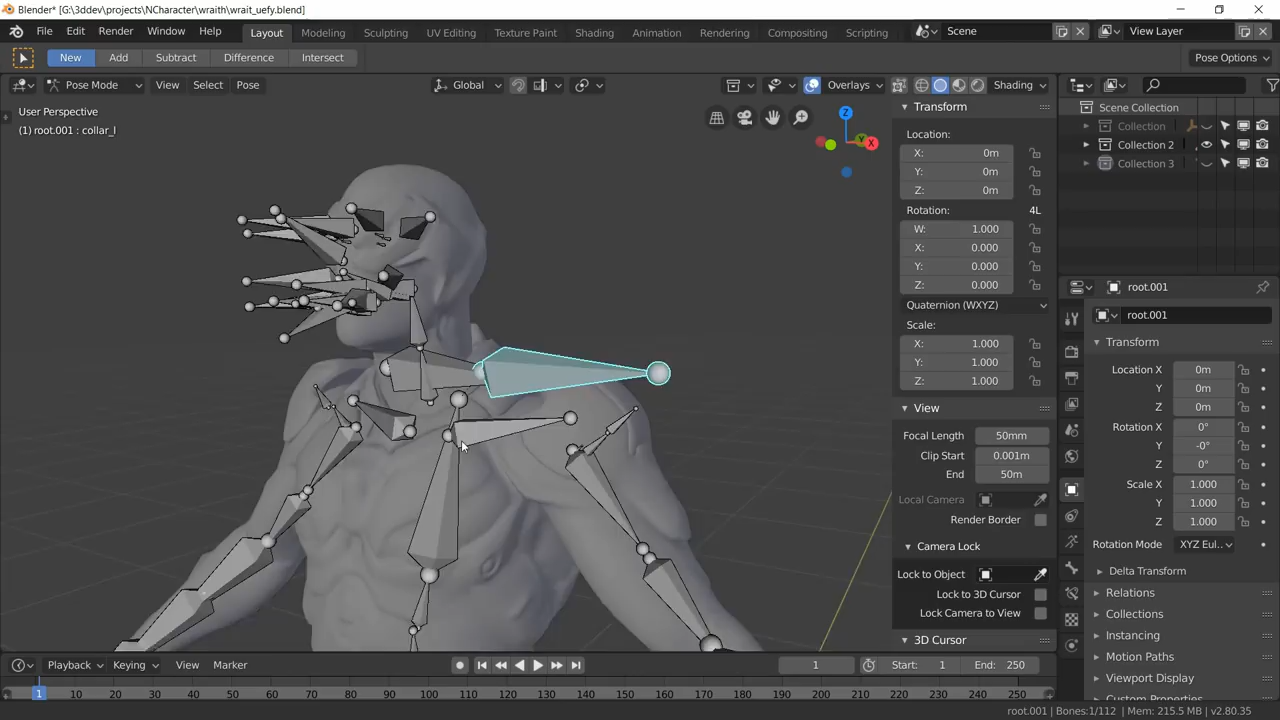 Blender* [G:\3ddev\projects\NCharacter\wraith\wrait_uefy.blend]
File Edit Render Window Help Layout Modeling Sculpting UV Editing Texture Paint Shading Animation Rendering Compositing Scripting Scene View Layer
New Add Subtract Difference Intersect Pose Options
Pose Mode View Select Pose Global Overlays Shading
User Perspective
(1) root.001 : collar_l
Z
Y
X
Transform
Location:
X: 0m
Y: 0m
Z: 0m
Rotation: 4L
W: 1.000
X: 0.000
Y: 0.000
Z: 0.000
Quaternion (WXYZ)
Scale:
X: 1.000
Y: 1.000
Z: 1.000
View
Focal Length 50mm
Clip Start 0.001m
End 50m
Local Camera
Render Border
Camera Lock
Lock to Object
Lock to 3D Cursor
Lock Camera to View
3D Cursor
Scene Collection
Collection
Collection 2
Collection 3
root.001
root.001
Transform
Location X 0m
Y 0m
Z 0m
Rotation X 0°
Y -0°
Z 0°
Scale X 1.000
Y 1.000
Z 1.000
Rotation Mode XYZ Eul..
Delta Transform
Relations
Collections
Instancing
Motion Paths
Viewport Display
Custom Properties
Playback Keying View Marker 1 Start: 1 End: 250
1 10 20 30 40 50 60 70 80 90 100 110 120 130 140 150 160 170 180 190 200 210 220 230 240 250
root.001 | Bones:1/112 | Mem: 215.5 MB | v2.80.35